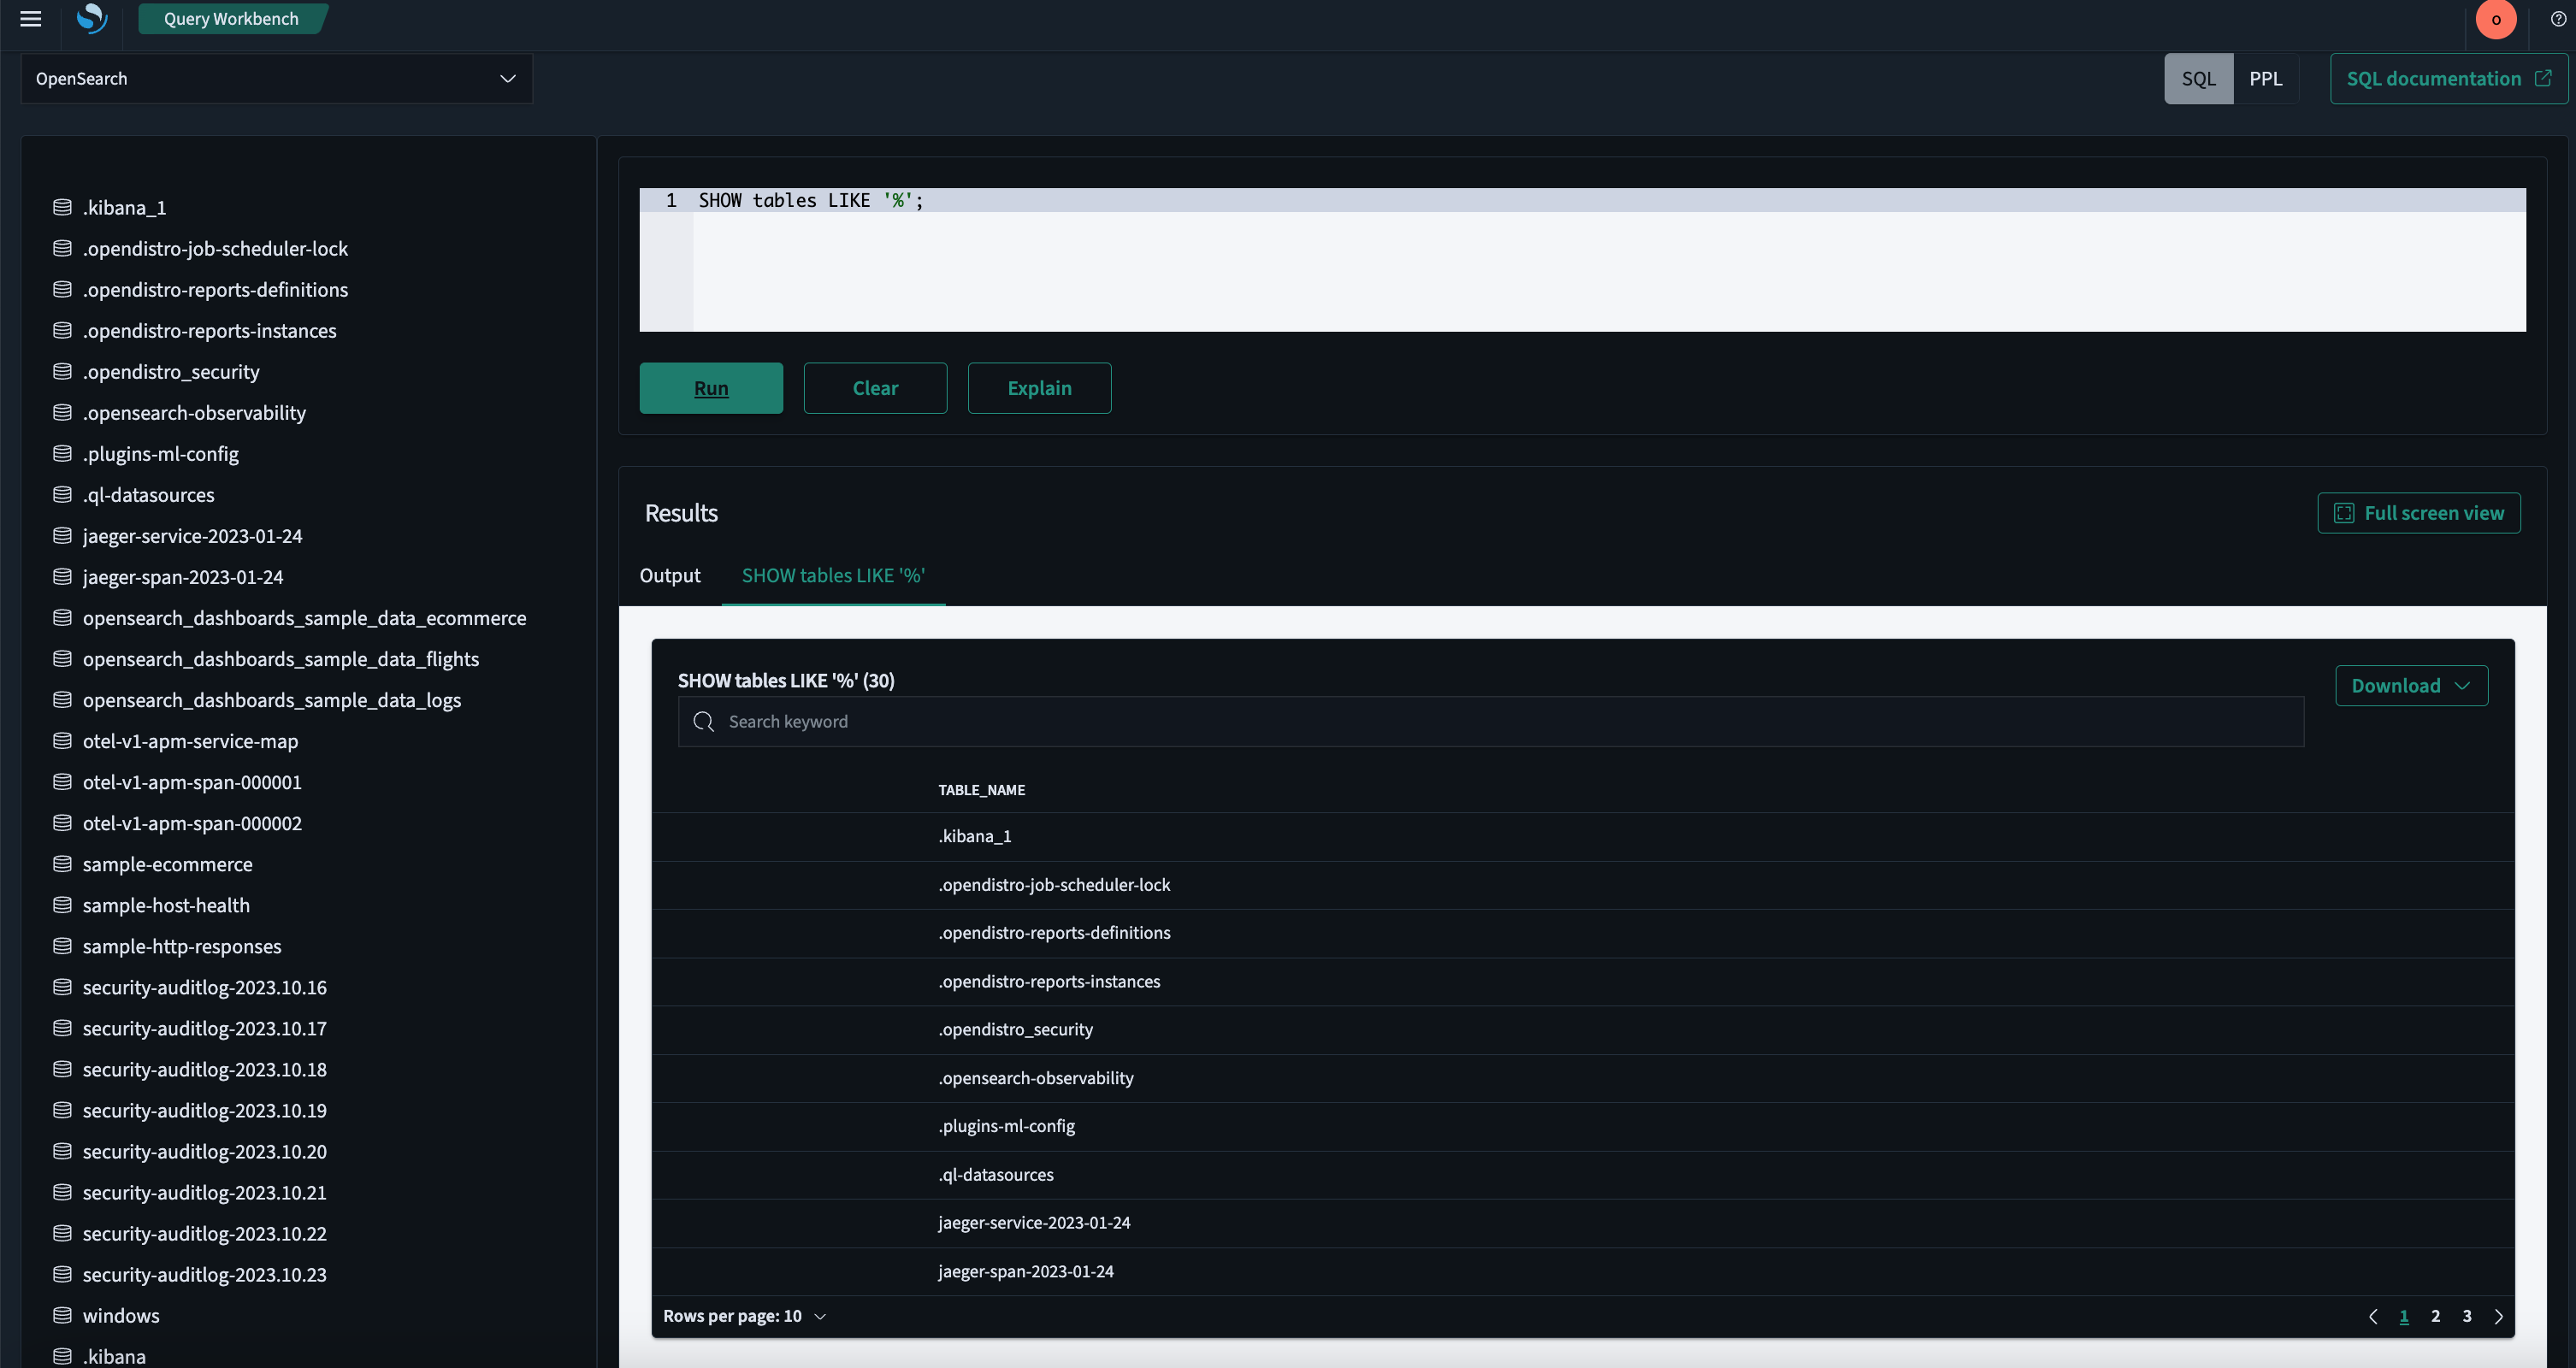 Query Workbench
o
OpenSearch
SQL
PPL
SQL documentation
.kibana_1
.opendistro-job-scheduler-lock
.opendistro-reports-definitions
.opendistro-reports-instances
.opendistro_security
.opensearch-observability
.plugins-ml-config
.ql-datasources
jaeger-service-2023-01-24
jaeger-span-2023-01-24
opensearch_dashboards_sample_data_ecommerce
opensearch_dashboards_sample_data_flights
opensearch_dashboards_sample_data_logs
otel-v1-apm-service-map
otel-v1-apm-span-000001
otel-v1-apm-span-000002
sample-ecommerce
sample-host-health
sample-http-responses
security-auditlog-2023.10.16
security-auditlog-2023.10.17
security-auditlog-2023.10.18
security-auditlog-2023.10.19
security-auditlog-2023.10.20
security-auditlog-2023.10.21
security-auditlog-2023.10.22
security-auditlog-2023.10.23
windows
.kibana
1 SHOW tables LIKE '%';
Run
Clear
Explain
Results
Full screen view
Output
SHOW tables LIKE '%'
SHOW tables LIKE '%' (30)
Download
Search keyword
TABLE_NAME
.kibana_1
.opendistro-job-scheduler-lock
.opendistro-reports-definitions
.opendistro-reports-instances
.opendistro_security
.opensearch-observability
.plugins-ml-config
.ql-datasources
jaeger-service-2023-01-24
jaeger-span-2023-01-24
Rows per page: 10
1 2 3